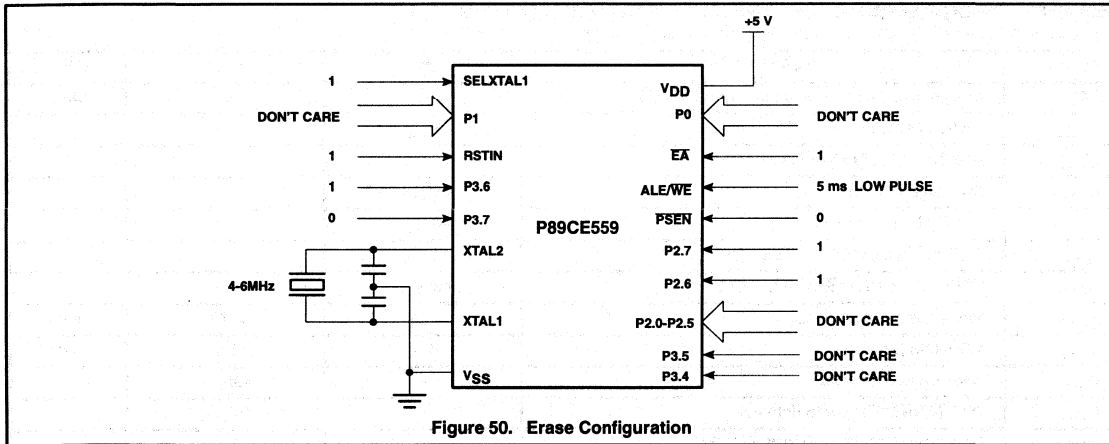 +5 V
1
SELXTAL1
VDD
DON'T CARE
P1
P0
DON'T CARE
1
RSTIN
EA
1
1
P3.6
ALE/WE
5 ms LOW PULSE
0
P3.7
P89CE559
PSEN
0
XTAL2
P2.7
1
4-6MHz
P2.6
1
XTAL1
P2.0-P2.5
DON'T CARE
P3.5
DON'T CARE
VSS
P3.4
DON'T CARE
Figure 50. Erase Configuration